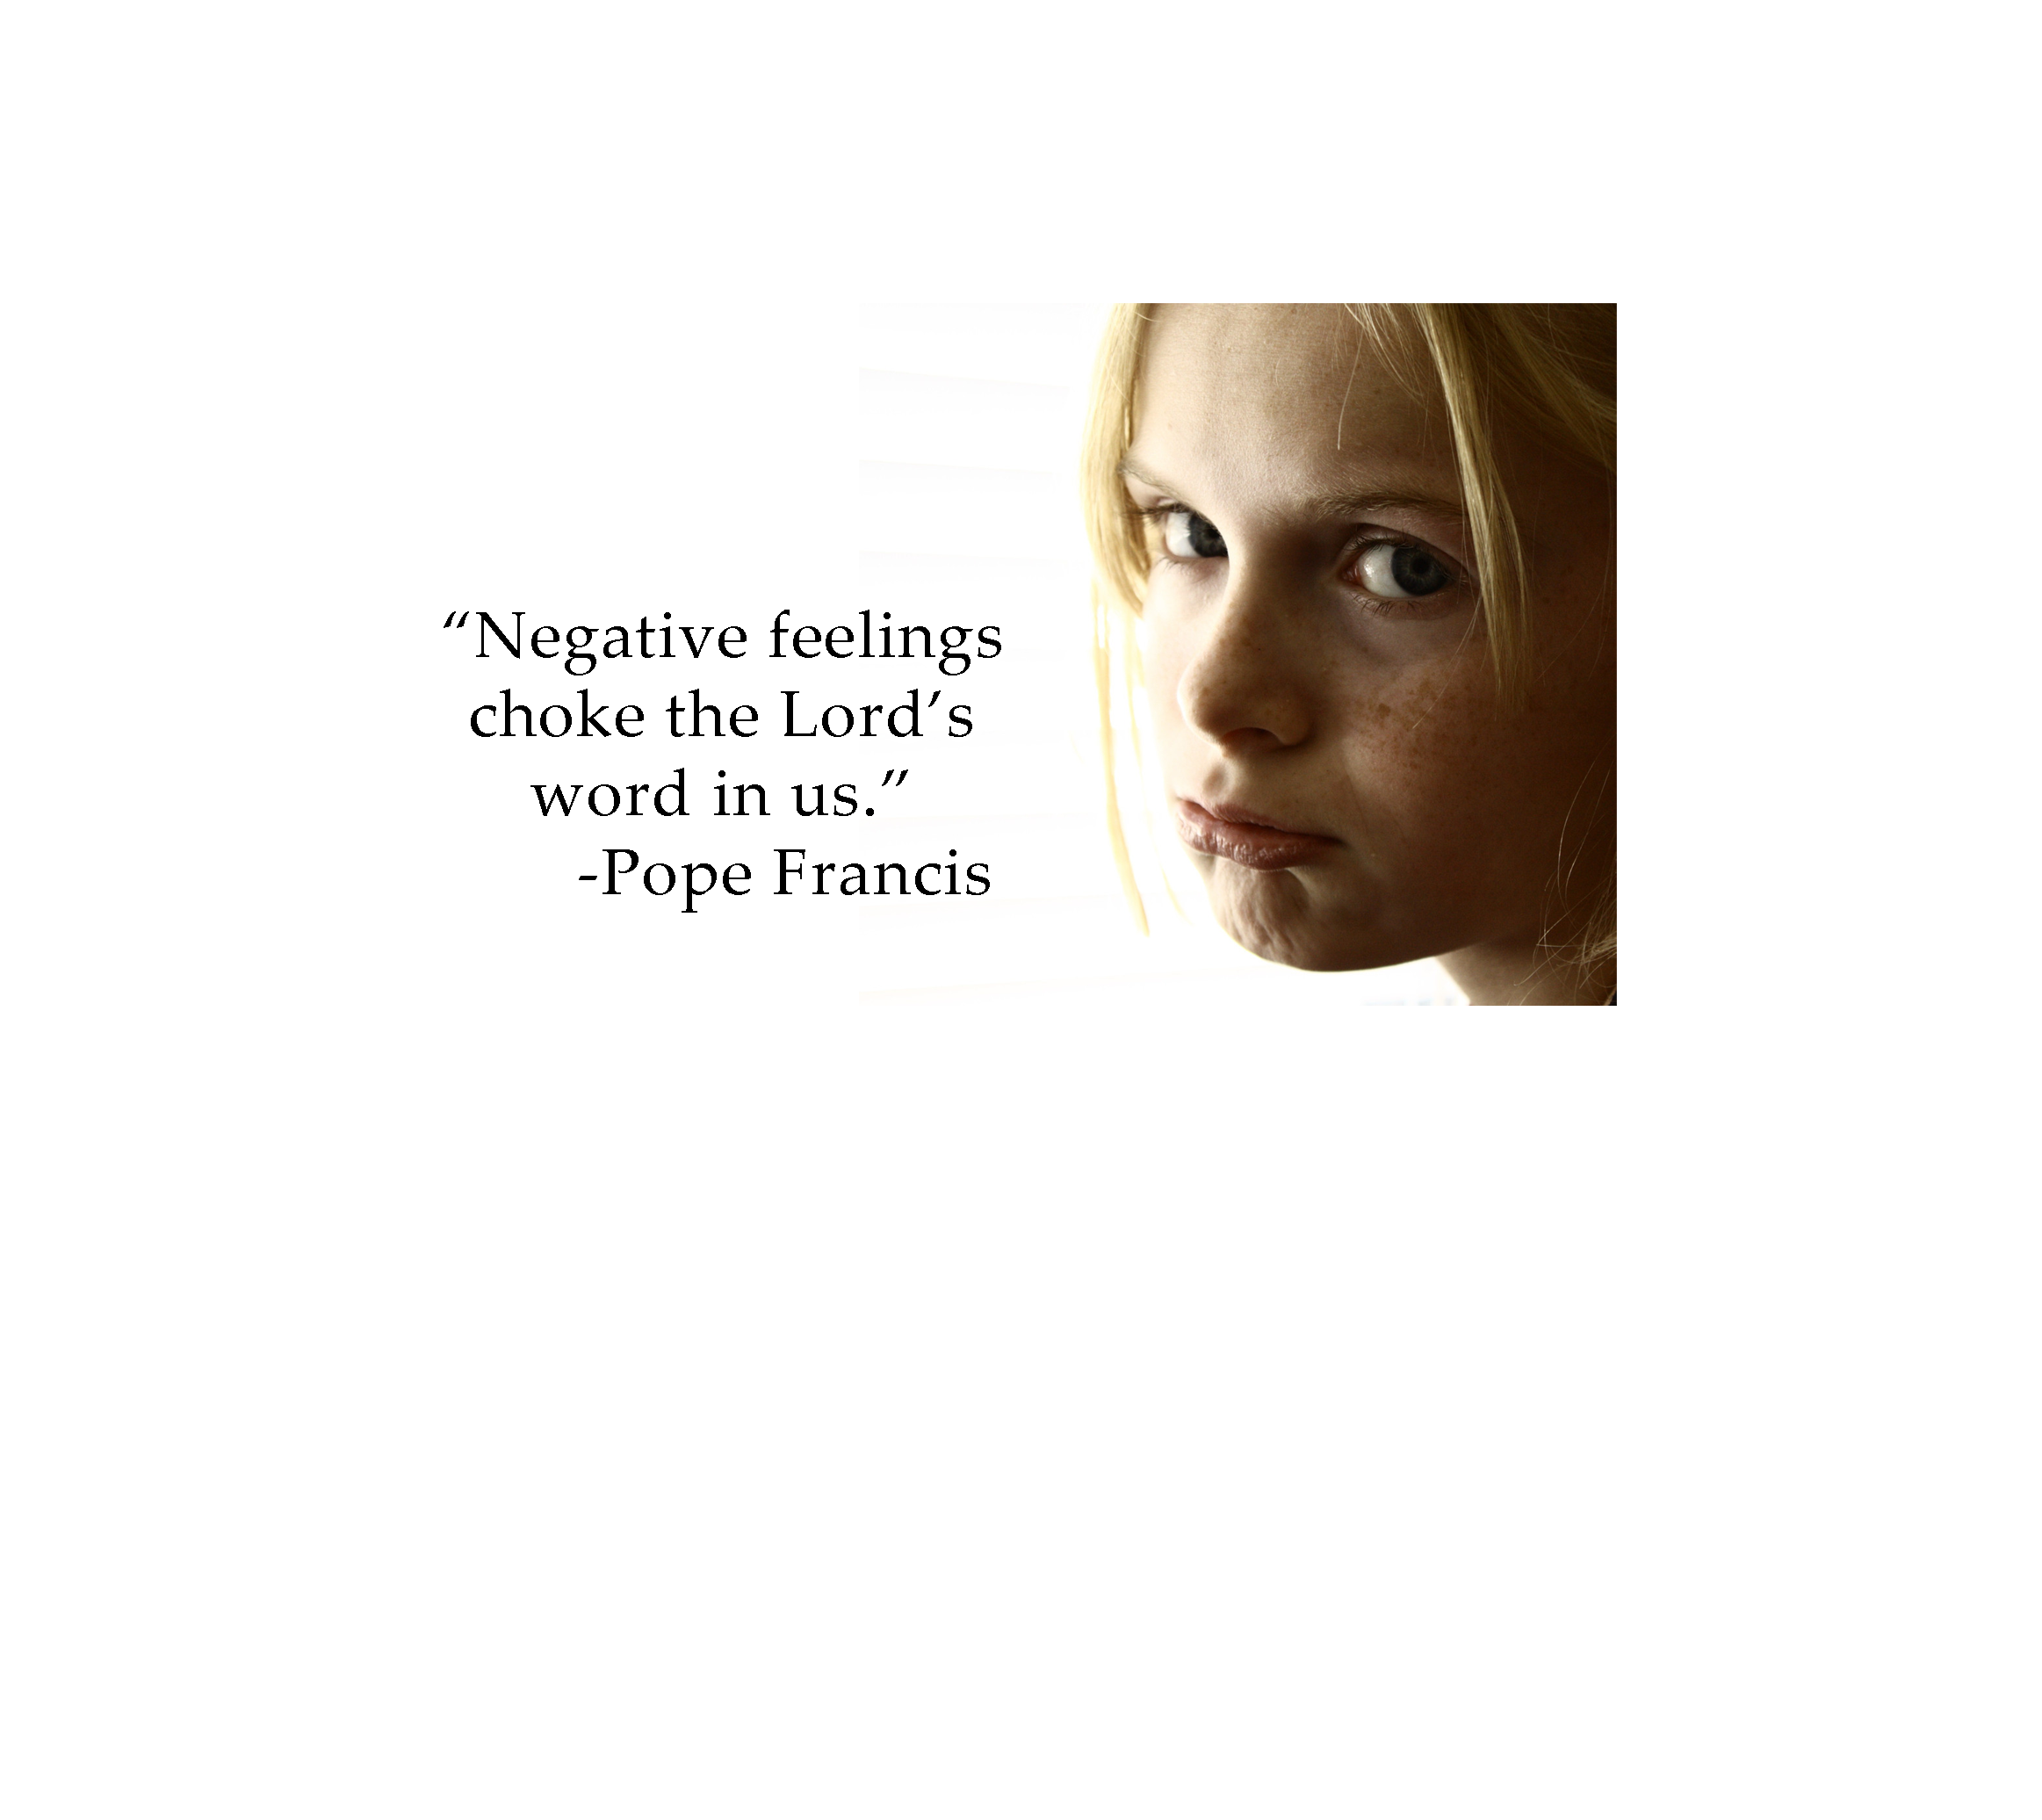 “Negative feelings
choke the Lord’s
word in us.”
-Pope Francis